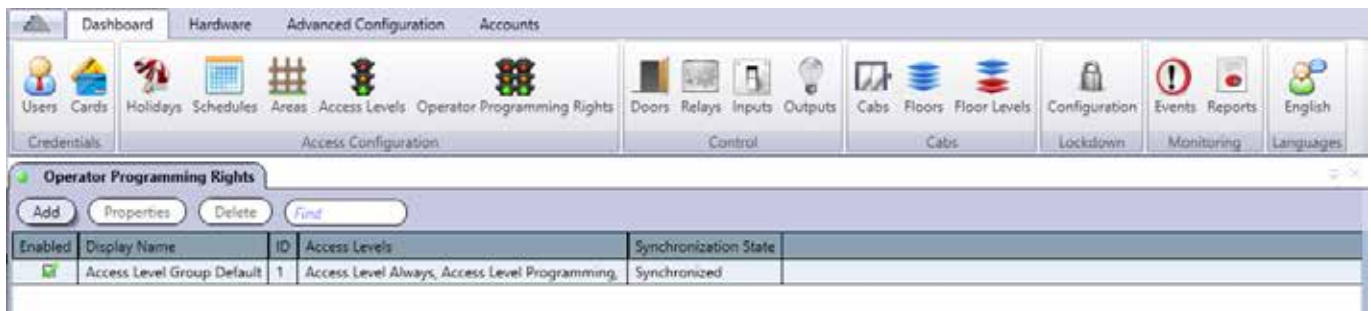 Dashboard Hardware Advanced Configuration Accounts
Users Cards Holidays Schedules Areas Access Levels Operator Programming Rights Doors Relays Inputs Outputs Cabs Floors Floor Levels Configuration Events Reports English
Credentials Access Configuration Control Cabs Lockdown Monitoring Languages
Operator Programming Rights
Add Properties Delete Find
Enabled Display Name ID Access Levels Synchronization State
Access Level Group Default 1 Access Level Always, Access Level Programming, Synchronized